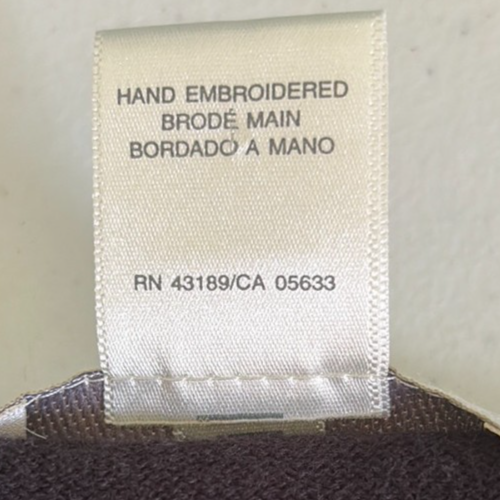 HAND EMBROIDERED
BRODÉ MAIN
BORDADO A MANO
RN 43189/CA 05633